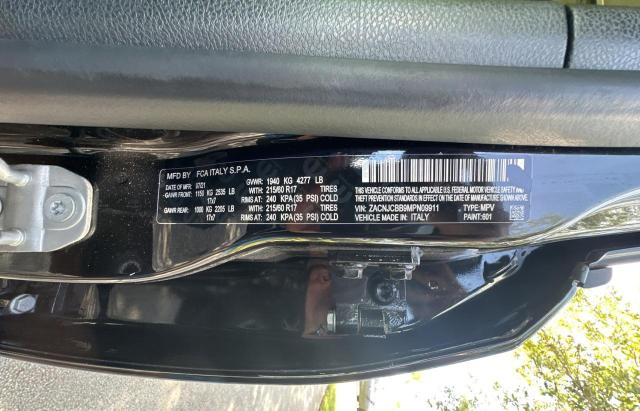 MFD BY FCA ITALY S.P.A.
DATE: 07/21 GVWR: 1940 KG 4277 LB
GAWR FRONT: 1150 KG 2535 LB WITH: 215/60 R17 TIRES
17x7 RIMS AT: 240 KPA(35 PSI) COLD
GAWR REAR: 1000 KG 2205 LB WITH: 215/60 R17 TIRES
17x7 RIMS AT: 240 KPA(35 PSI) COLD
THIS VEHICLE CONFORMS TO ALL APPLICABLE U.S. FEDERAL MOTOR VEHICLE SAFETY, BUMPER, AND
THEFT PREVENTION STANDARDS IN EFFECT ON THE DATE OF MANUFACTURE SHOWN ABOVE.
VIN: ZACNJCBB9MPN09911 TYPE: MPV
VEHICLE MADE IN: ITALY PAINT: 601